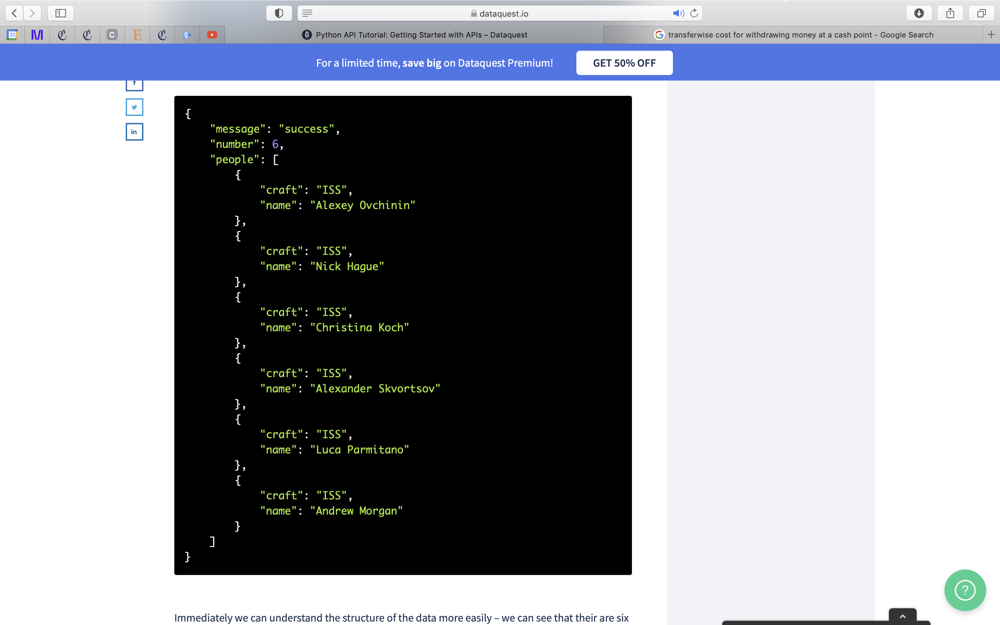 dataquest.io
31 M C E g
Python API Tutorial: Getting Started with APIs – Dataquest
transferwise cost for withdrawing money at a cash point - Google Search
For a limited time, save big on Dataquest Premium!
GET 50% OFF
f
in
{
"message": "success",
"number": 6,
"people": [
{
"craft": "ISS",
"name": "Alexey Ovchinin"
},
{
"craft": "ISS",
"name": "Nick Hague"
},
{
"craft": "ISS",
"name": "Christina Koch"
},
{
"craft": "ISS",
"name": "Alexander Skvortsov"
},
{
"craft": "ISS",
"name": "Luca Parmitano"
},
{
"craft": "ISS",
"name": "Andrew Morgan"
}
]
}
?
Immediately we can understand the structure of the data more easily – we can see that their are six